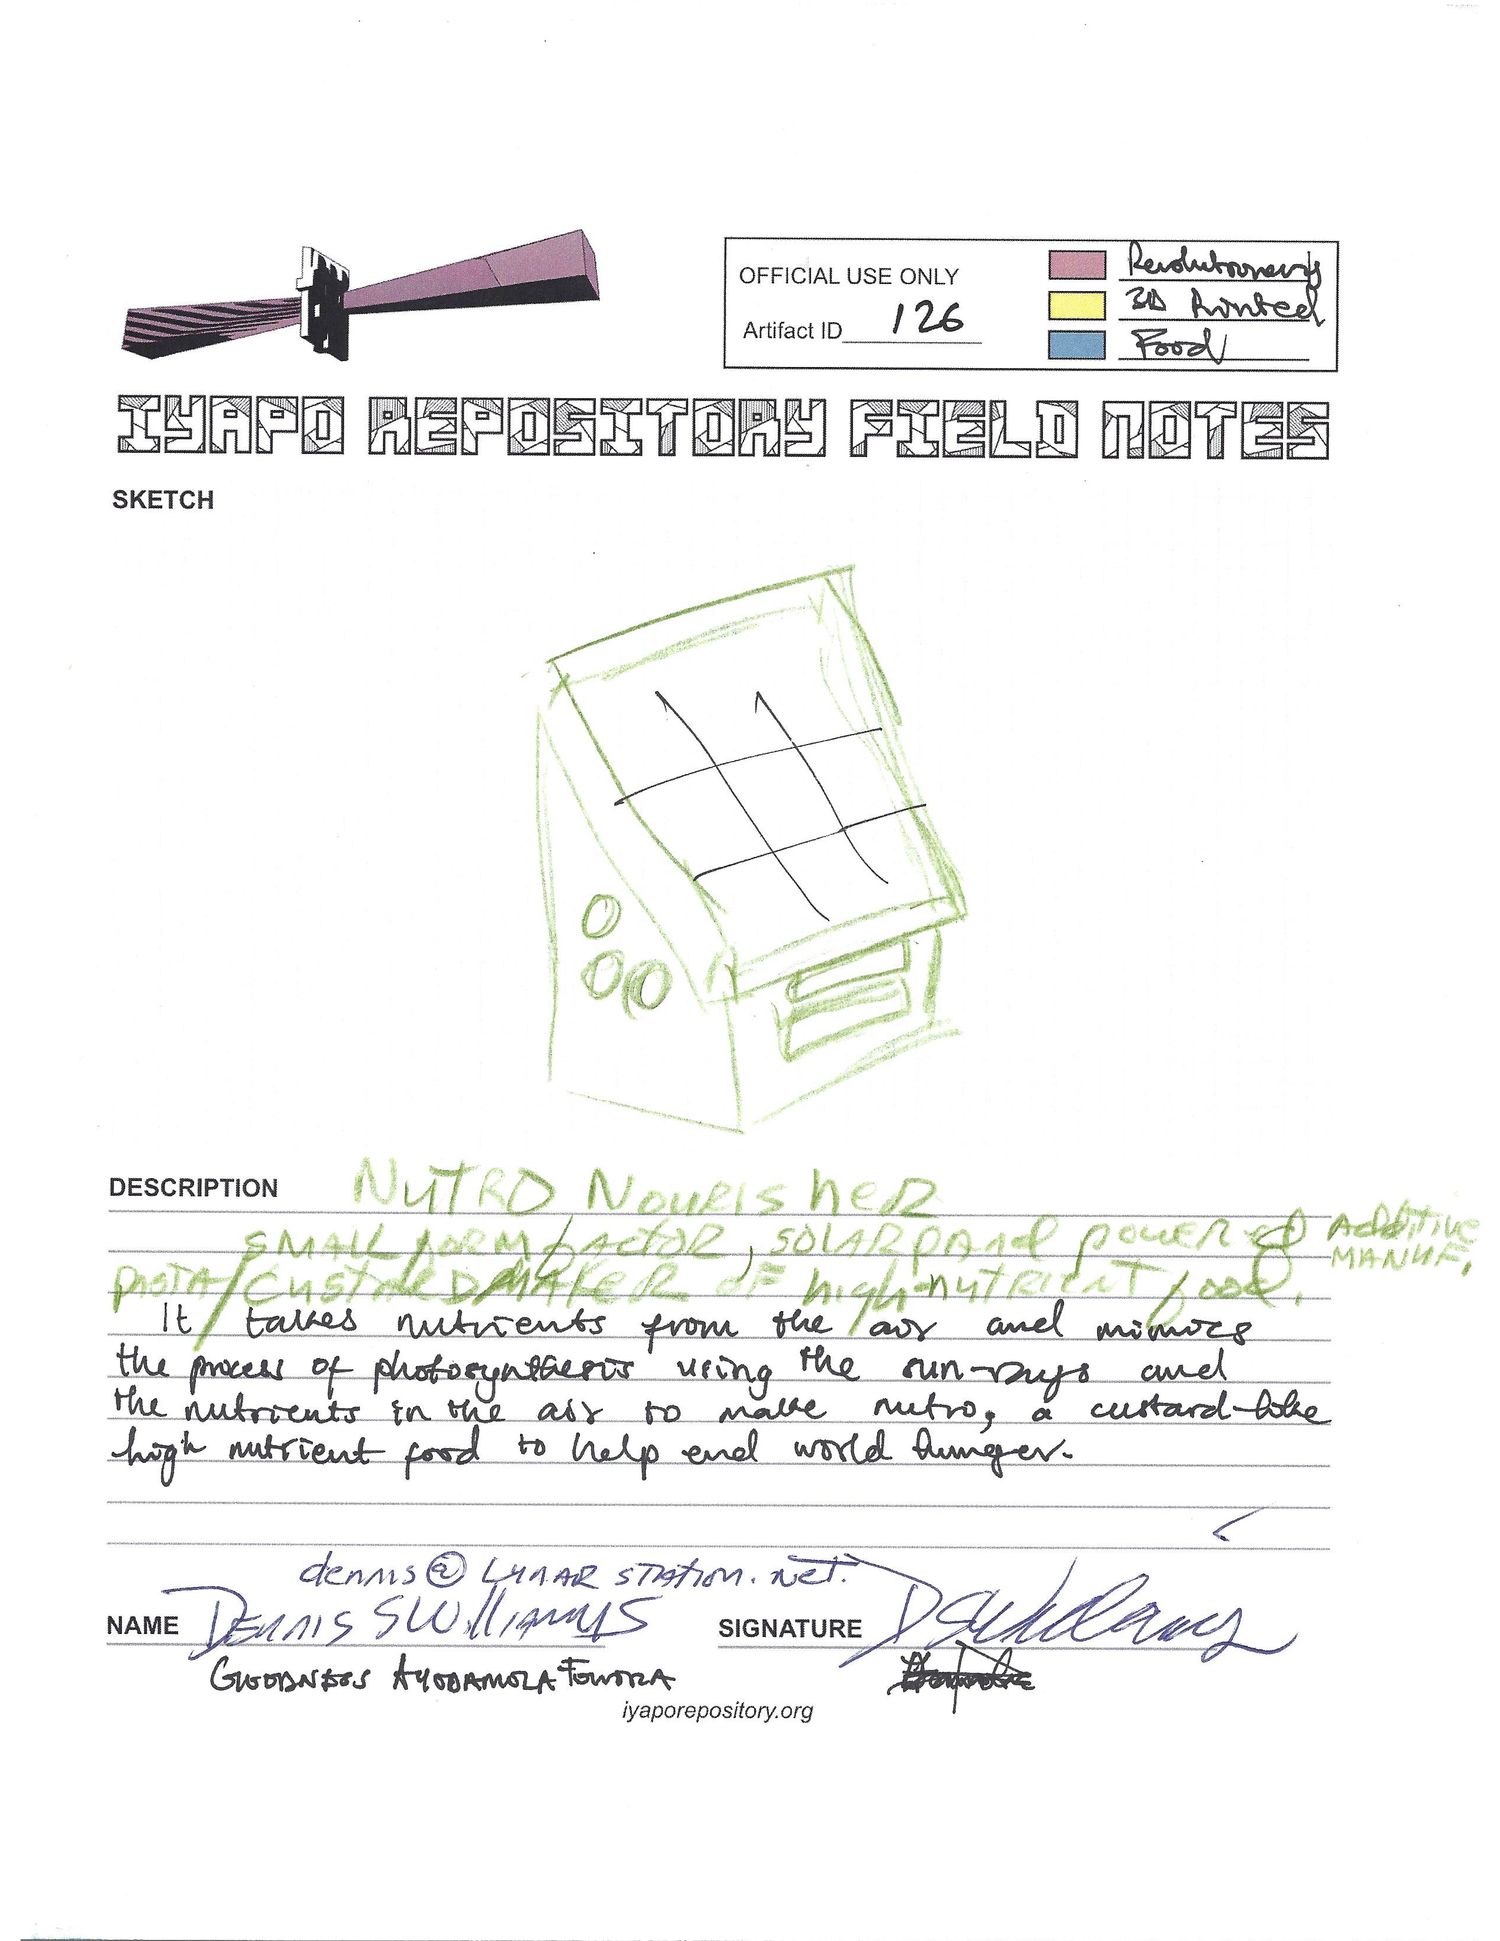 OFFICIAL USE ONLY
Artifact ID 126
Revolutionary
3D Printed
Food
IYAPO REPOSITORY FIELD NOTES
SKETCH
DESCRIPTION NUTRO NOURISHER
SMALL FORM FACTOR, SOLAR PANEL POWERED ADDITIVE MANUF,
PASTA/CUSTARD MAKER OF high-nutrient food.
It takes nutrients from the air and mimics
the process of photosynthesis using the sun-rays and
the nutrients in the air to make nutro, a custard-like
high nutrient food to help end world hunger.
dennis@LUNARSTATION.NET.
NAME DENNIS S WILLIAMS
SIGNATURE DSWilliams
GOODNESS AYODAMOLA
iyaporepository.org